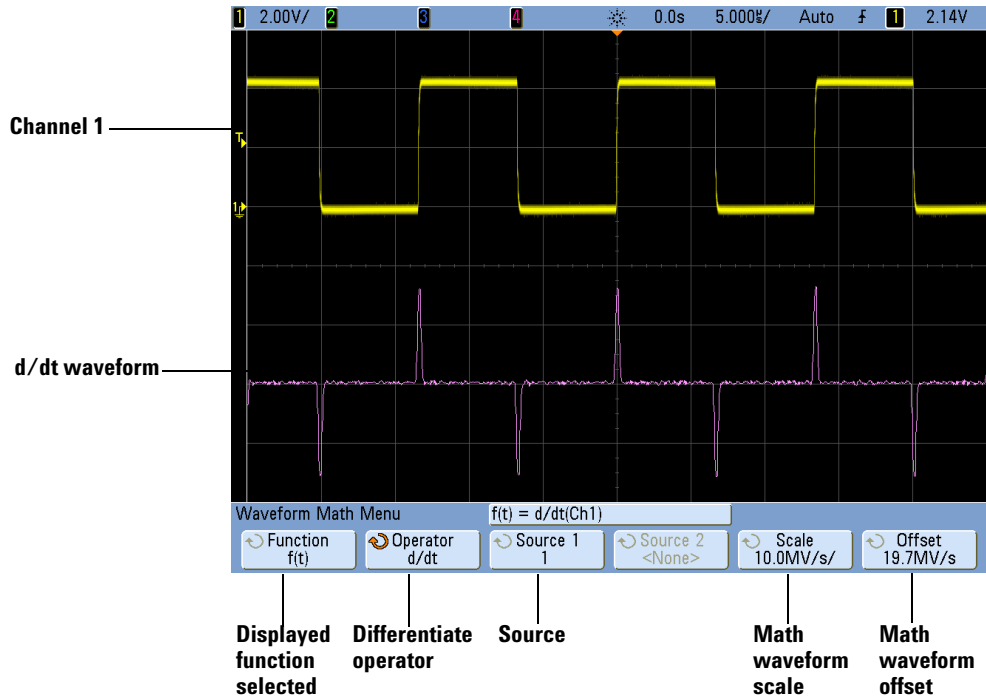 1 2.00V/ 2 3 4 0.0s 5.000㎲/ Auto 1 2.14V
Channel 1
T
1
d/dt waveform
Waveform Math Menu f(t) = d/dt(Ch1)
Function
f(t)
Operator
d/dt
Source 1
1
Source 2
<None>
Scale
10.0MV/s/
Offset
19.7MV/s
Displayed
function
selected
Differentiate
operator
Source
Math
waveform
scale
Math
waveform
offset